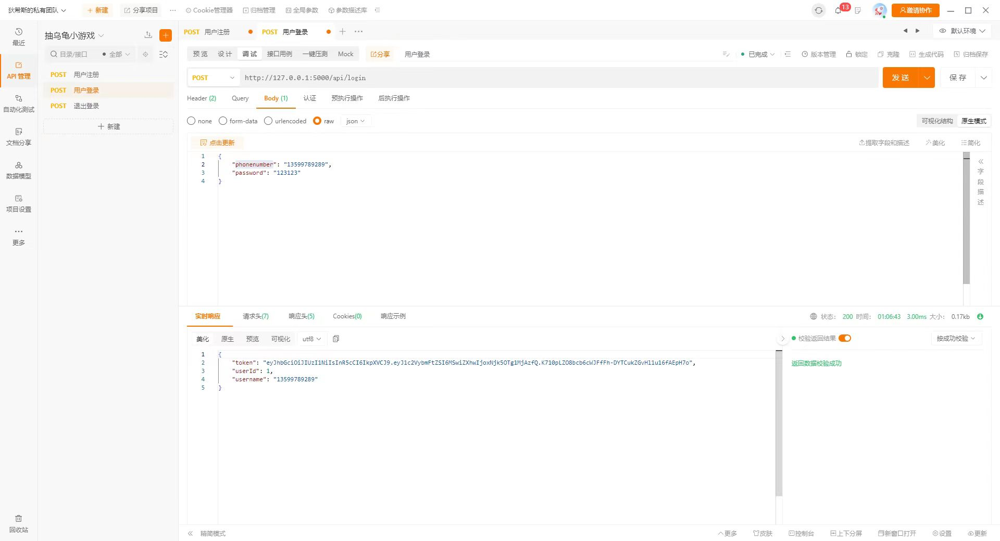 狄希斯的私有团队 新建 分享项目 ··· Cookie管理器 归档管理 全局参数 参数描述库 13 邀请协作
最近
API 管理
自动化测试
文档分享
数据模型
项目设置
更多
回收站
抽乌龟小游戏
目录/接口 全部
POST 用户注册
POST 用户登录
POST 退出登录
新建
POST 用户注册 POST 用户登录 ··· 默认环境
预览 设计 调试 接口用例 一键压测 Mock 分享 用户登录 已完成 版本管理 锁定 克隆 生成代码 归档保存
POST http://127.0.0.1:5000/api/login 发送 保存
Header (2) Query Body (1) 认证 预执行操作 后执行操作
none form-data urlencoded raw json 可视化结构 原生模式
点击更新 提取字段和描述 美化 简化
1 {
2 "phonenumber": "13599789289",
3 "password": "123123"
4 }
字段描述
实时响应 请求头(7) 响应头(5) Cookies(0) 响应示例 状态: 200 时间: 01:06:43 3.00ms 大小: 0.17kb
美化 原生 预览 可视化 utf8 校验返回结果 按成功校验
1 {
2 "token": "eyJhbGciOiJIUzI1NiIsInR5cCI6IkpXVCJ9.eyJ1c2VybmFtZSI6MSwiZXhwIjoxNjk5OTg1MjAzfQ.K710pLZO8bcb6cWJFfFh-DYTCukZGvHl1u16fAEpH7o",
3 "userId": 1,
4 "username": "13599789289"
5 }
返回数据校验成功
精简模式 更多 皮肤 控制台 上下分屏 新窗口打开 设置 更新